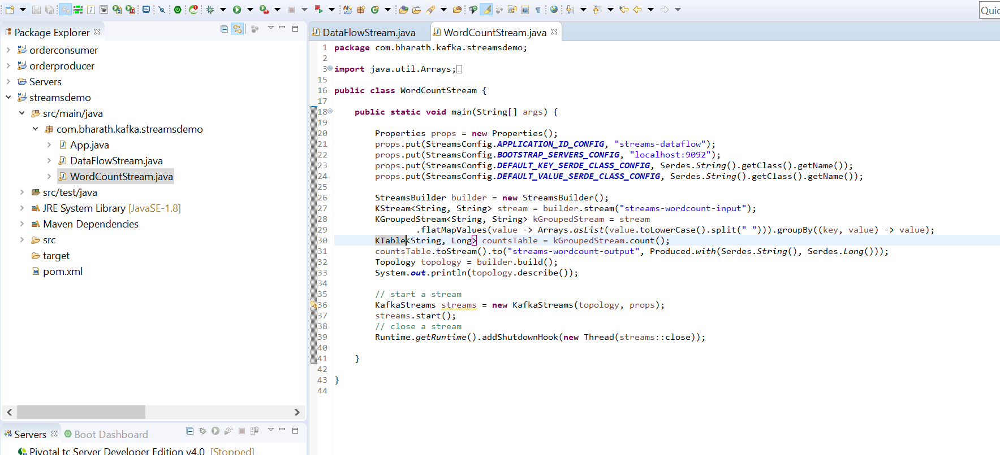 Quic
Package Explorer
orderconsumer
orderproducer
Servers
streamsdemo
src/main/java
com.bharath.kafka.streamsdemo
App.java
DataFlowStream.java
WordCountStream.java
src/test/java
JRE System Library [JavaSE-1.8]
Maven Dependencies
src
target
pom.xml
Servers
Boot Dashboard
Pivotal tc Server Developer Edition v4.0 [Stopped]
DataFlowStream.java
WordCountStream.java
1 package com.bharath.kafka.streamsdemo;
2
3 import java.util.Arrays;
15
16 public class WordCountStream {
17
18 public static void main(String[] args) {
19
20 Properties props = new Properties();
21 props.put(StreamsConfig.APPLICATION_ID_CONFIG, "streams-dataflow");
22 props.put(StreamsConfig.BOOTSTRAP_SERVERS_CONFIG, "localhost:9092");
23 props.put(StreamsConfig.DEFAULT_KEY_SERDE_CLASS_CONFIG, Serdes.String().getClass().getName());
24 props.put(StreamsConfig.DEFAULT_VALUE_SERDE_CLASS_CONFIG, Serdes.String().getClass().getName());
25
26 StreamsBuilder builder = new StreamsBuilder();
27 KStream<String, String> stream = builder.stream("streams-wordcount-input");
28 KGroupedStream<String, String> kGroupedStream = stream
29 .flatMapValues(value -> Arrays.asList(value.toLowerCase().split(" "))).groupBy((key, value) -> value);
30 KTable<String, Long> countsTable = kGroupedStream.count();
31 countsTable.toStream().to("streams-wordcount-output", Produced.with(Serdes.String(), Serdes.Long()));
32 Topology topology = builder.build();
33 System.out.println(topology.describe());
34
35 // start a stream
36 KafkaStreams streams = new KafkaStreams(topology, props);
37 streams.start();
38 // close a stream
39 Runtime.getRuntime().addShutdownHook(new Thread(streams::close));
40
41 }
42
43 }
44